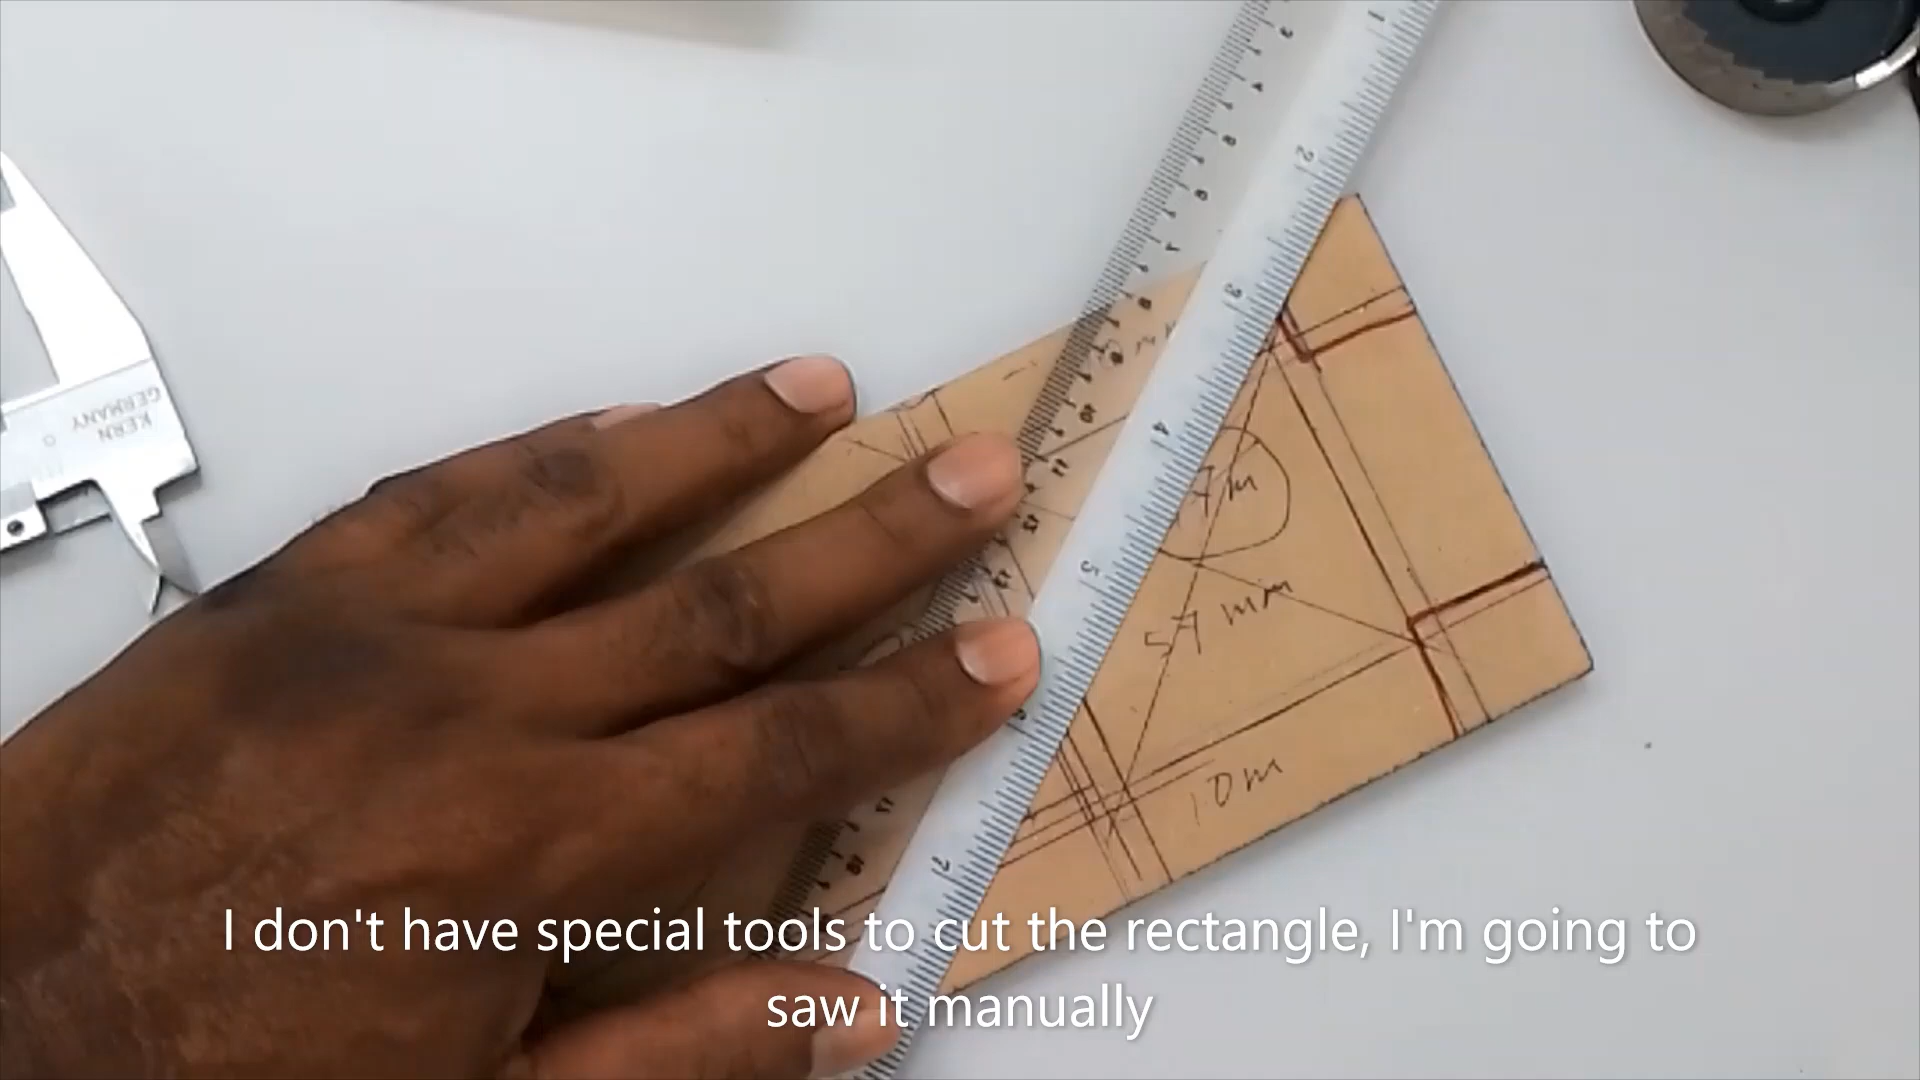 KERN
GERMANY
57 mm
10m
I don't have special tools to cut the rectangle, I'm going to
saw it manually